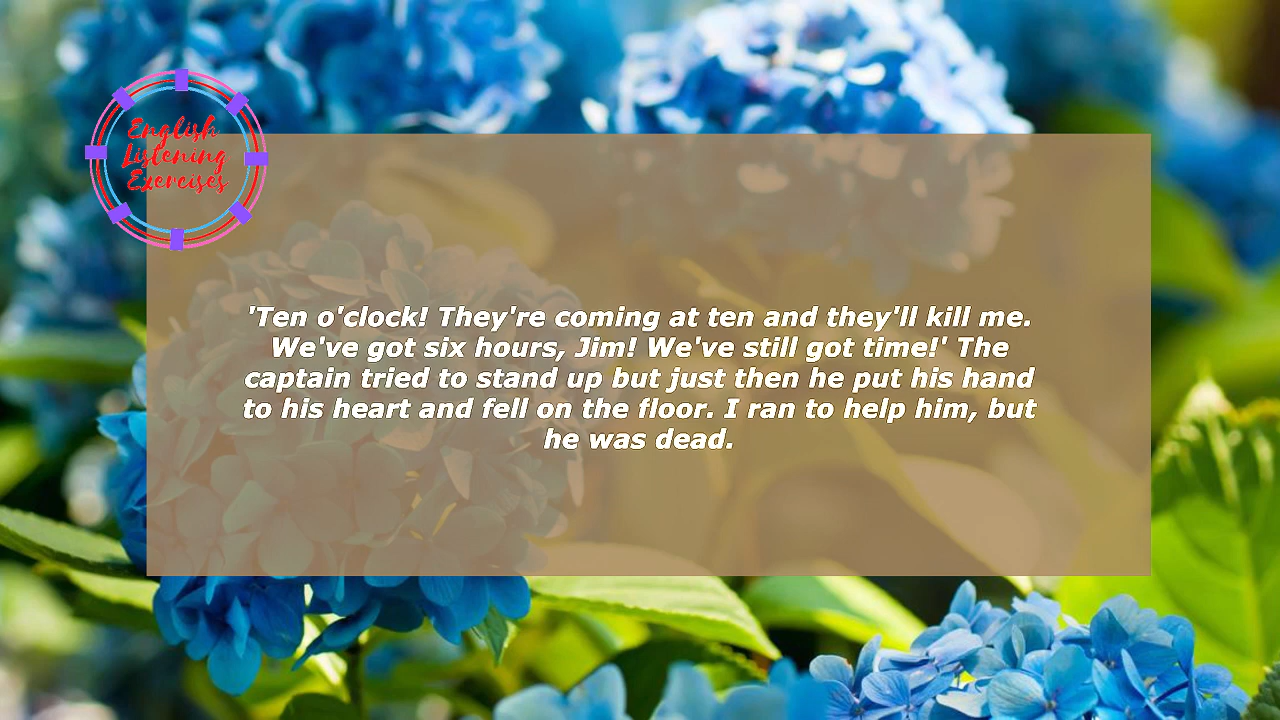 English
Listening
Exercises
'Ten o'clock! They're coming at ten and they'll kill me.
We've got six hours, Jim! We've still got time!' The
captain tried to stand up but just then he put his hand
to his heart and fell on the floor. I ran to help him, but
he was dead.